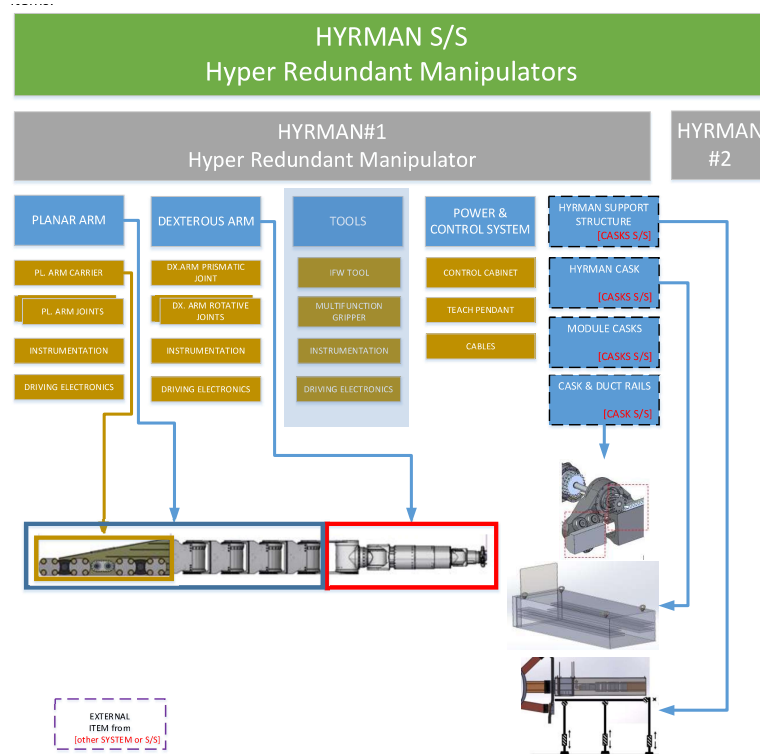 HYRMAN S/S
Hyper Redundant Manipulators
HYRMAN#1
Hyper Redundant Manipulator
HYRMAN
#2
PLANAR ARM
PL. ARM CARRIER
PL. ARM JOINTS
INSTRUMENTATION
DRIVING ELECTRONICS
DEXTEROUS ARM
DX.ARM PRISMATIC
JOINT
DX. ARM ROTATIVE
JOINTS
INSTRUMENTATION
DRIVING ELECTRONICS
TOOLS
IFW TOOL
MULTIFUNCTION
GRIPPER
INSTRUMENTATION
DRIVING ELECTRONICS
POWER &
CONTROL SYSTEM
CONTROL CABINET
TEACH PENDANT
CABLES
HYRMAN SUPPORT
STRUCTURE
[CASKS S/S]
HYRMAN CASK
[CASKS S/S]
MODULE CASKS
[CASKS S/S]
CASK & DUCT RAILS
[CASK S/S]
EXTERNAL
ITEM from
[other SYSTEM or S/S]